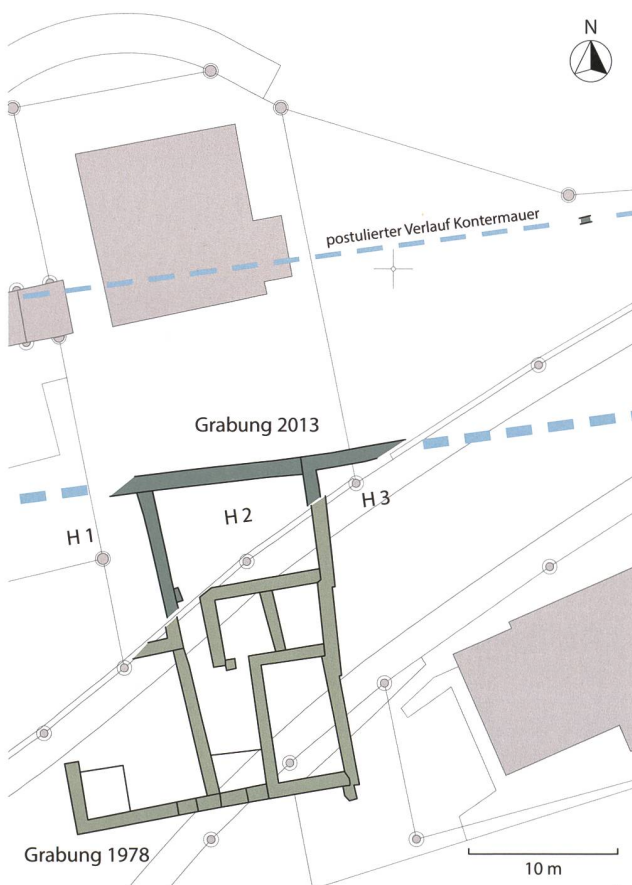 N
postulierter Verlauf Kontermauer
Grabung 2013
H 1
H 2
H 3
Grabung 1978
10 m